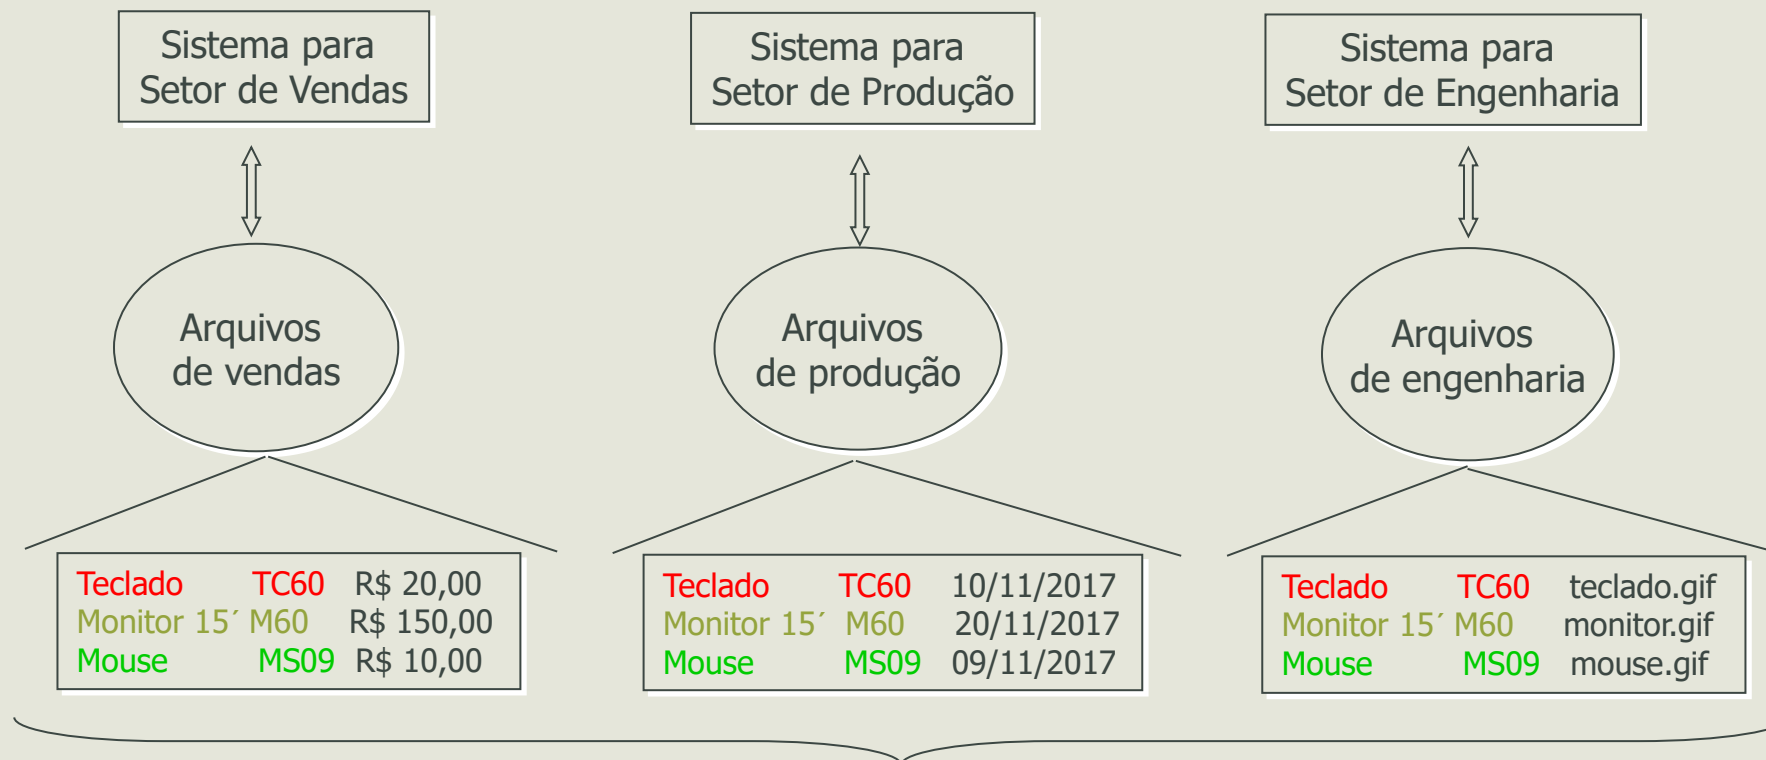 Sistema para
Setor de Vendas
Sistema para
Setor de Produção
Sistema para
Setor de Engenharia
Arquivos
de vendas
Arquivos
de produção
Arquivos
de engenharia
Teclado TC60 R$ 20,00
Monitor 15´ M60 R$ 150,00
Mouse MS09 R$ 10,00
Teclado TC60 10/11/2017
Monitor 15´ M60 20/11/2017
Mouse MS09 09/11/2017
Teclado TC60 teclado.gif
Monitor 15´ M60 monitor.gif
Mouse MS09 mouse.gif